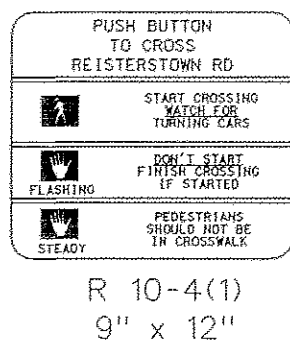 PUSH BUTTON
TO CROSS
REISTERSTOWN RD
START CROSSING
WATCH FOR
TURNING CARS
FLASHING
DON'T START
FINISH CROSSING
IF STARTED
STEADY
PEDESTRIANS
SHOULD NOT BE
IN CROSSWALK
R 10-4(1)
9" x 12"